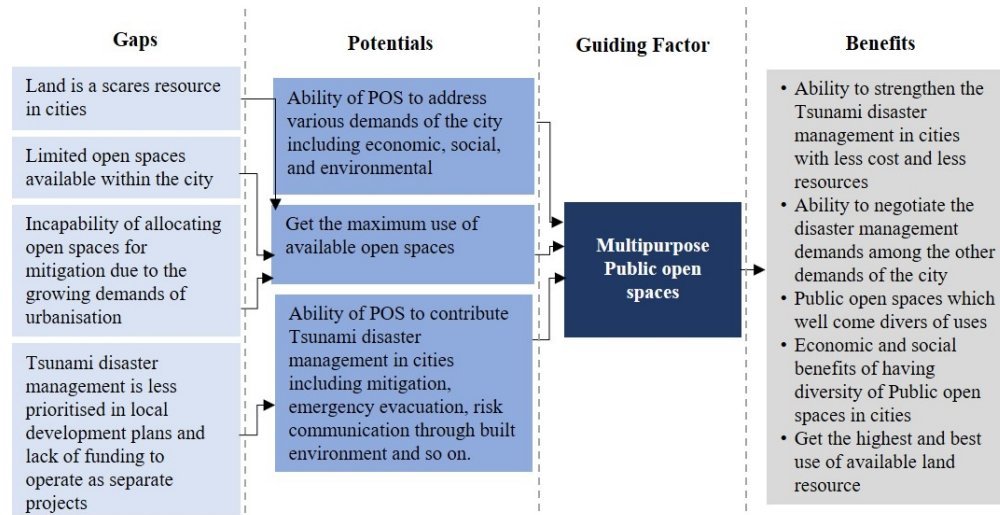 Gaps
Land is a scares resource
in cities
Limited open spaces
available within the city
Incapability of allocating
open spaces for
mitigation due to the
growing demands of
urbanisation
Tsunami disaster
management is less
prioritised in local
development plans and
lack of funding to
operate as separate
projects
Potentials
Ability of POS to address
various demands of the city
including economic, social,
and environmental
Get the maximum use of
available open spaces
Ability of POS to contribute
Tsunami disaster
management in cities
including mitigation,
emergency evacuation, risk
communication through built
environment and so on.
Guiding Factor
Multipurpose
Public open
spaces
Benefits
• Ability to strengthen the
Tsunami disaster
management in cities
with less cost and less
resources
• Ability to negotiate the
disaster management
demands among the other
demands of the city
• Public open spaces which
well come divers of uses
• Economic and social
benefits of having
diversity of Public open
spaces in cities
• Get the highest and best
use of available land
resource